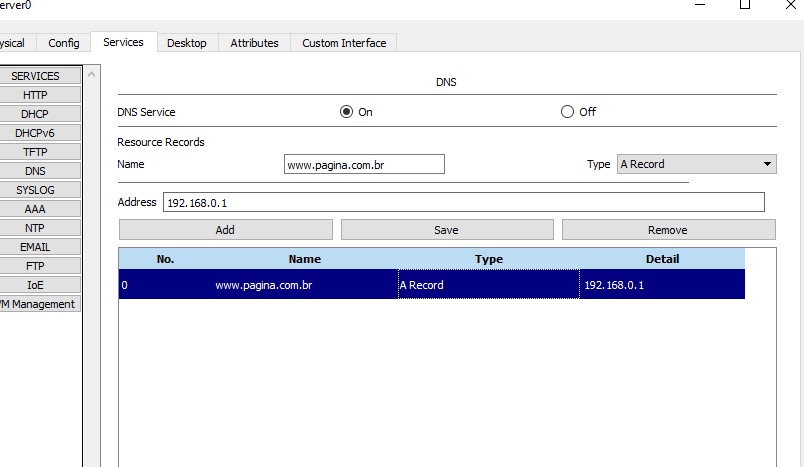 erver0
ysical Config Services Desktop Attributes Custom Interface
SERVICES
HTTP
DHCP
DHCPv6
TFTP
DNS
SYSLOG
AAA
NTP
EMAIL
FTP
IoE
VM Management
DNS
DNS Service On Off
Resource Records
Name www.pagina.com.br Type A Record
Address 192.168.0.1
Add Save Remove
No. Name Type Detail
0 www.pagina.com.br A Record 192.168.0.1